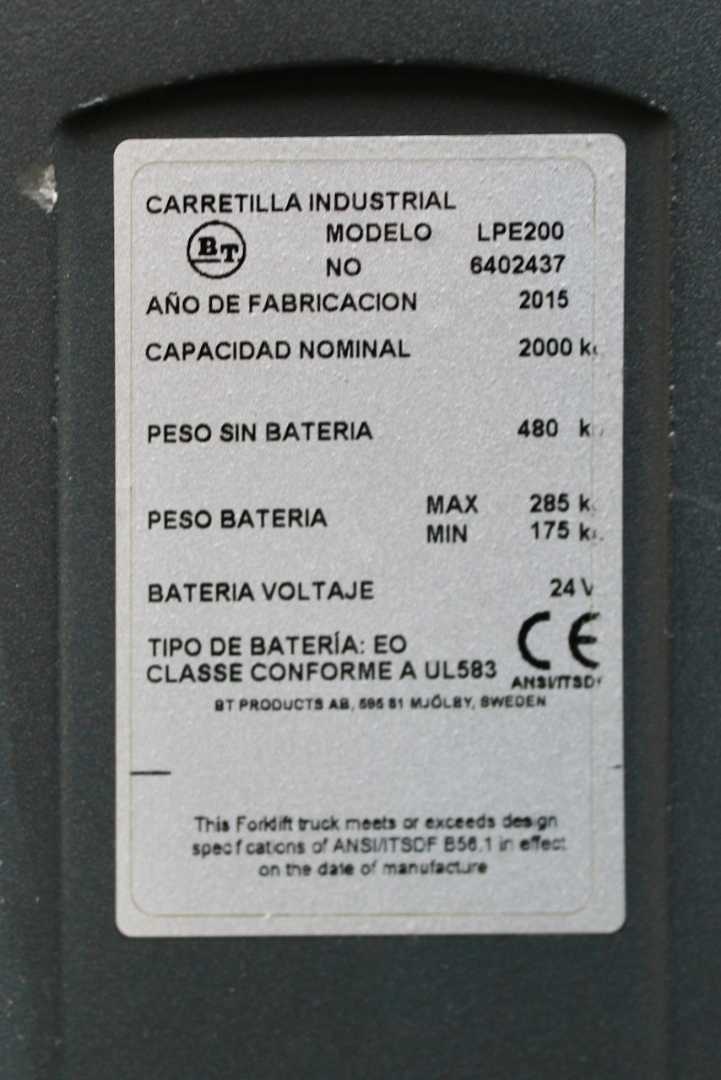 CARRETILLA INDUSTRIAL
BT
MODELO LPE200
NO 6402437
AÑO DE FABRICACION 2015
CAPACIDAD NOMINAL 2000 k
PESO SIN BATERIA 480 k
PESO BATERIA
MAX 285 k
MIN 175 k
BATERIA VOLTAJE 24 V
TIPO DE BATERÍA: EO
CLASSE CONFORME A UL583
CE
ANSI/ITSD
BT PRODUCTS AB, 595 81 MJÖLBY, SWEDEN
This Forklift truck meets or exceeds design
specifications of ANSI/ITSDF B56.1 in effect
on the date of manufacture